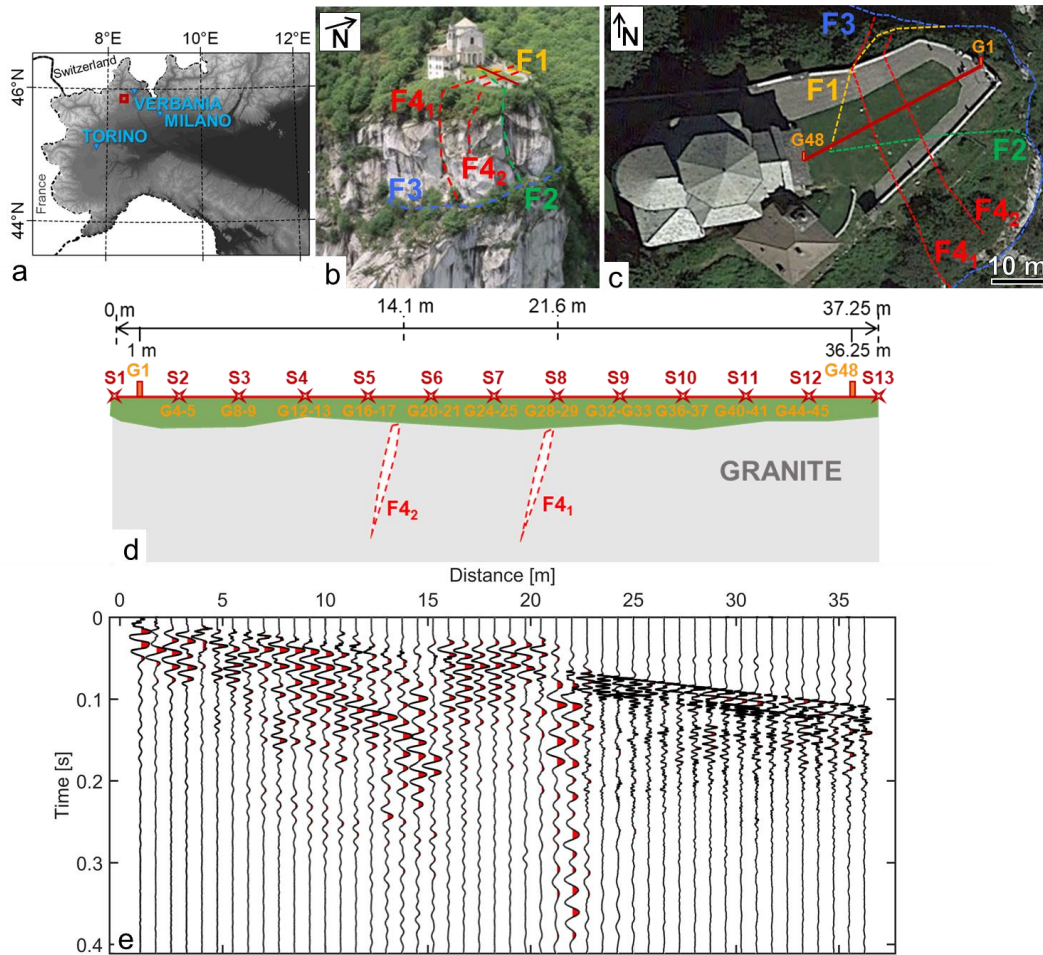 8°
10°
12°E
Switzerland
46°N
VERBANIA
MILANO
TORINO
France
44°N
a
N
F1
F4₁
F4₂
F3
F2
b
N
F3
G1
F1
G48
F2
F4₂
F4₁
10 m
c
0 m
14.1 m
21.6 m
37.25 m
1 m
36.25 m
G1
G48
S1 S2 S3 S4 S5 S6 S7 S8 S9 S10 S11 S12 S13
G4-5 G8-9 G12-13 G16-17 G20-21 G24-25 G28-29 G32-G33 G36-37 G40-41 G44-45
GRANITE
F4₂
F4₁
d
Distance [m]
0 5 10 15 20 25 30 35
0
0.1
0.2
0.3
0.4
Time [s]
e